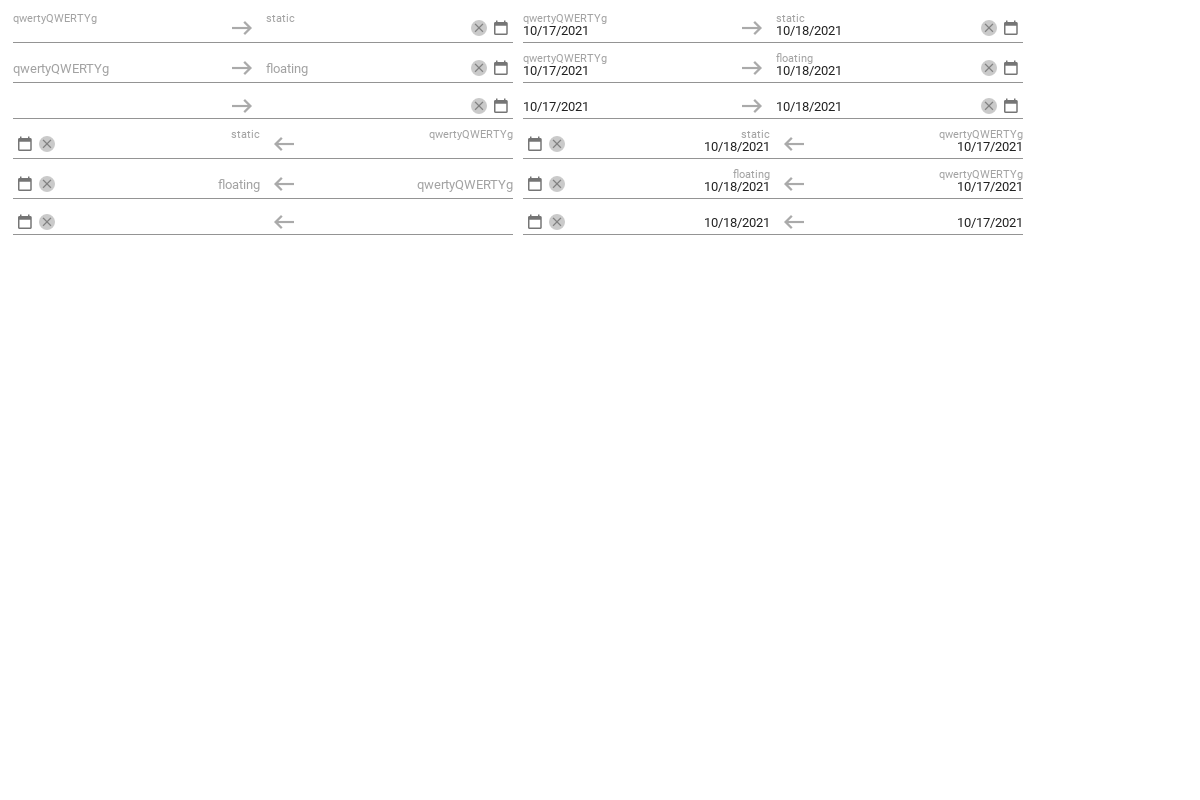 qwertyQWERTYg static qwertyQWERTYg static
10/17/2021 10/18/2021
qwertyQWERTYg floating qwertyQWERTYg floating
10/17/2021 10/18/2021
10/17/2021 10/18/2021
static qwertyQWERTYg static qwertyQWERTYg
10/18/2021 10/17/2021
floating qwertyQWERTYg floating qwertyQWERTYg
10/18/2021 10/17/2021
10/18/2021 10/17/2021